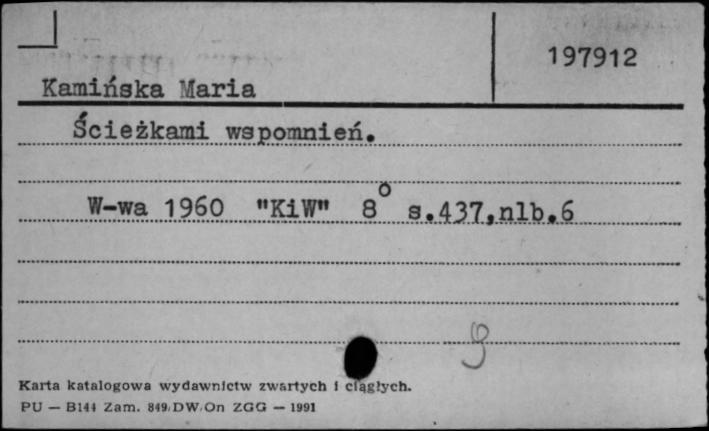 197912
Kamińska Maria
Ścieżkami wspomnień.
W-wa 1960 "KiW" 8° s.437,nlb.6
9
Karta katalogowa wydawnictw zwartych i ciągłych.
PU — B144 Zam. 849/DW/On ZGG — 1991